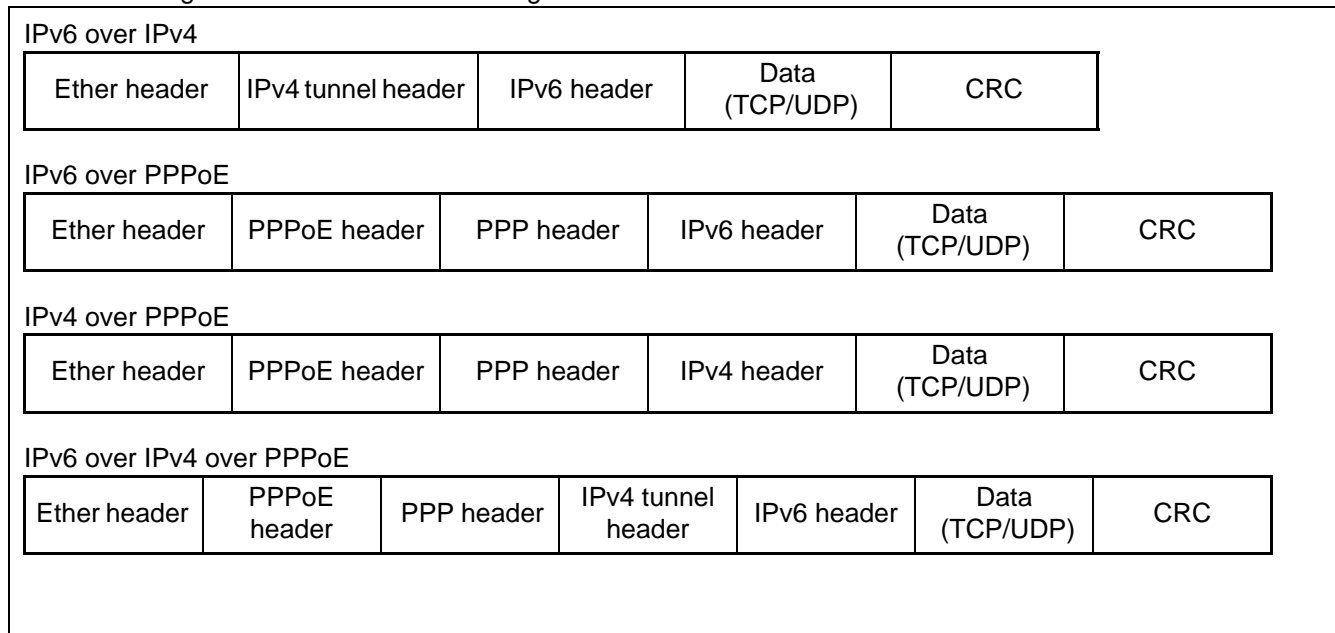 IPv6 over IPv4
Ether header IPv4 tunnel header IPv6 header Data (TCP/UDP) CRC
IPv6 over PPPoE
Ether header PPPoE header PPP header IPv6 header Data (TCP/UDP) CRC
IPv4 over PPPoE
Ether header PPPoE header PPP header IPv4 header Data (TCP/UDP) CRC
IPv6 over IPv4 over PPPoE
Ether header PPPoE header PPP header IPv4 tunnel header IPv6 header Data (TCP/UDP) CRC